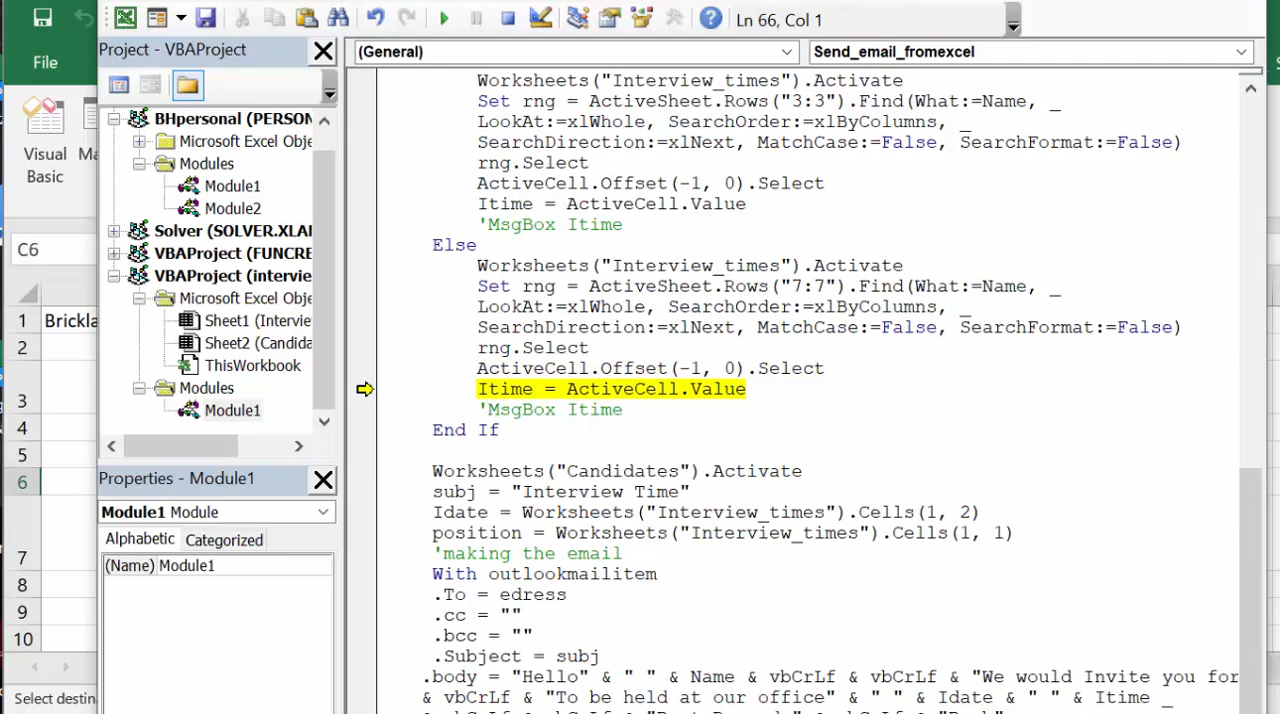 Ln 66, Col 1
File
Project - VBAProject
(General)
Send_email_fromexcel
Visual
Basic
Ma
BHpersonal (PERSON
Microsoft Excel Obje
Modules
Module1
Module2
Solver (SOLVER.XLAI
VBAProject (FUNCRE
VBAProject (intervie
Microsoft Excel Obje
Sheet1 (Intervie
Sheet2 (Candida
ThisWorkbook
Modules
Module1
C6
1 Brickla
2
3
4
5
6
7
8
9
10
Select destin
Properties - Module1
Module1 Module
Alphabetic Categorized
(Name) Module1
Worksheets("Interview_times").Activate
Set rng = ActiveSheet.Rows("3:3").Find(What:=Name, _
LookAt:=xlWhole, SearchOrder:=xlByColumns, _
SearchDirection:=xlNext, MatchCase:=False, SearchFormat:=False)
rng.Select
ActiveCell.Offset(-1, 0).Select
Itime = ActiveCell.Value
'MsgBox Itime
Else
Worksheets("Interview_times").Activate
Set rng = ActiveSheet.Rows("7:7").Find(What:=Name, _
LookAt:=xlWhole, SearchOrder:=xlByColumns, _
SearchDirection:=xlNext, MatchCase:=False, SearchFormat:=False)
rng.Select
ActiveCell.Offset(-1, 0).Select
Itime = ActiveCell.Value
'MsgBox Itime
End If
Worksheets("Candidates").Activate
subj = "Interview Time"
Idate = Worksheets("Interview_times").Cells(1, 2)
position = Worksheets("Interview_times").Cells(1, 1)
'making the email
With outlookmailitem
.To = edress
.cc = ""
.bcc = ""
.Subject = subj
.body = "Hello" & " " & Name & vbCrLf & vbCrLf & "We would Invite you for
& vbCrLf & "To be held at our office" & " " & Idate & " " & Itime _